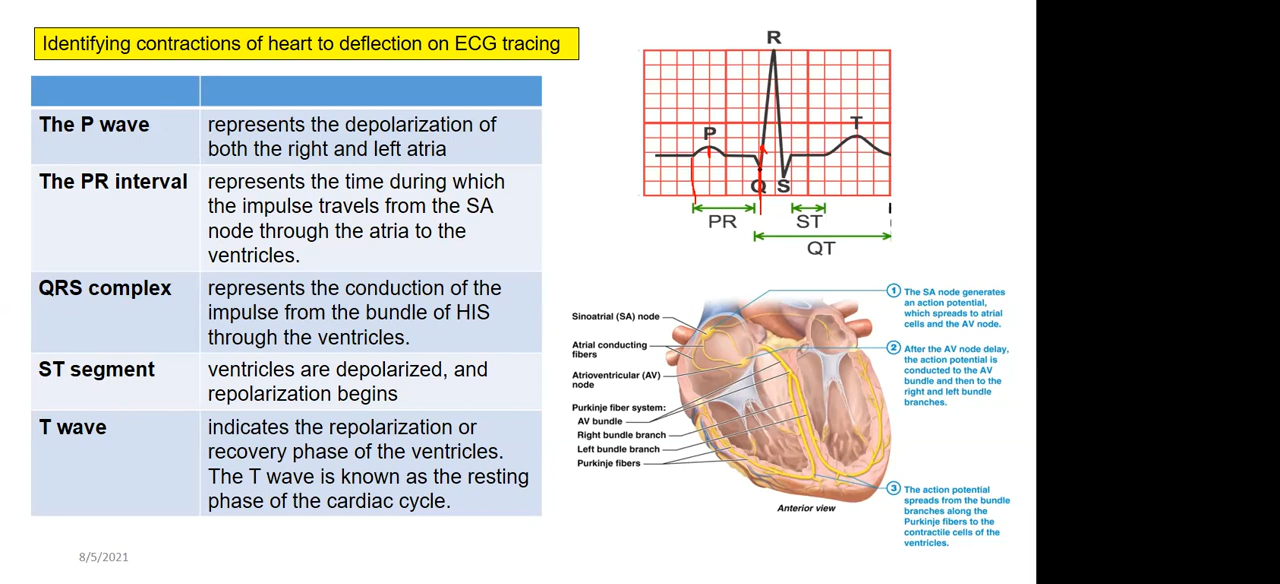 Identifying contractions of heart to deflection on ECG tracing
The P wave
represents the depolarization of
both the right and left atria
The PR interval
represents the time during which
the impulse travels from the SA
node through the atria to the
ventricles.
QRS complex
represents the conduction of the
impulse from the bundle of HIS
through the ventricles.
ST segment
ventricles are depolarized, and
repolarization begins
T wave
indicates the repolarization or
recovery phase of the ventricles.
The T wave is known as the resting
phase of the cardiac cycle.
8/5/2021
R
P
T
Q
S
PR
ST
QT
Sinoatrial (SA) node
Atrial conducting
fibers
Atrioventricular (AV)
node
Purkinje fiber system:
AV bundle
Right bundle branch
Left bundle branch
Purkinje fibers
Anterior view
1 The SA node generates
an action potential,
which spreads to atrial
cells and the AV node.
2 After the AV node delay,
the action potential is
conducted to the AV
bundle and then to the
right and left bundle
branches.
3 The action potential
spreads from the bundle
branches along the
Purkinje fibers to the
contractile cells of the
ventricles.